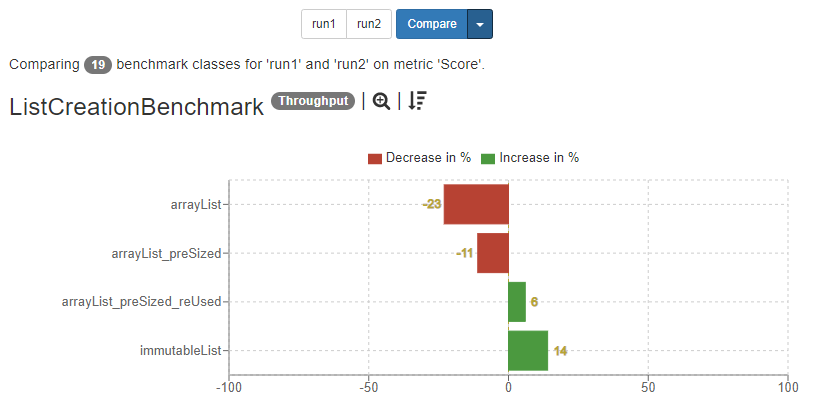 run1 run2 Compare
Comparing 19 benchmark classes for 'run1' and 'run2' on metric 'Score'.
ListCreationBenchmark Throughput | |
Decrease in % Increase in %
arrayList -23
arrayList_preSized -11
arrayList_preSized_reUsed 6
immutableList 14
-100 -50 0 50 100